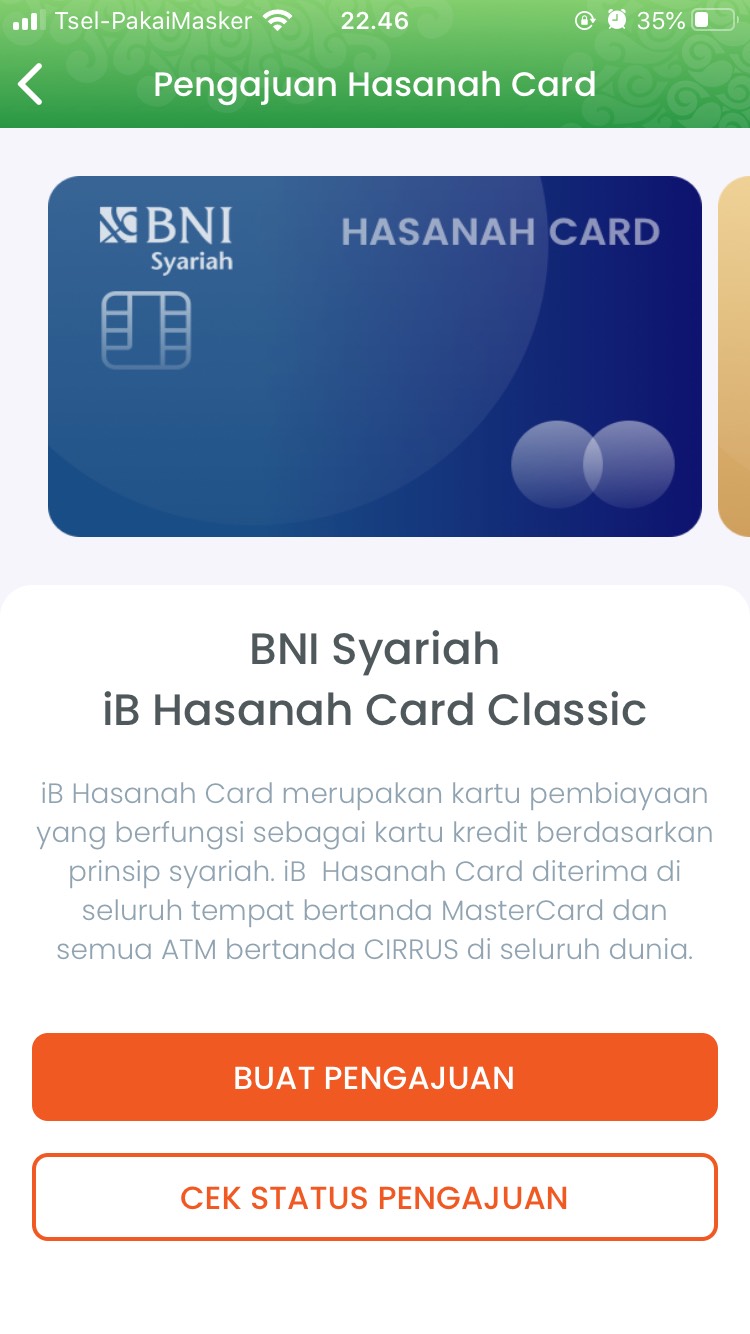 Tsel-PakaiMasker 22.46 35%
Pengajuan Hasanah Card
BNI HASANAH CARD
Syariah
BNI Syariah
iB Hasanah Card Classic
iB Hasanah Card merupakan kartu pembiayaan
yang berfungsi sebagai kartu kredit berdasarkan
prinsip syariah. iB  Hasanah Card diterima di
seluruh tempat bertanda MasterCard dan
semua ATM bertanda CIRRUS di seluruh dunia.
BUAT PENGAJUAN
CEK STATUS PENGAJUAN